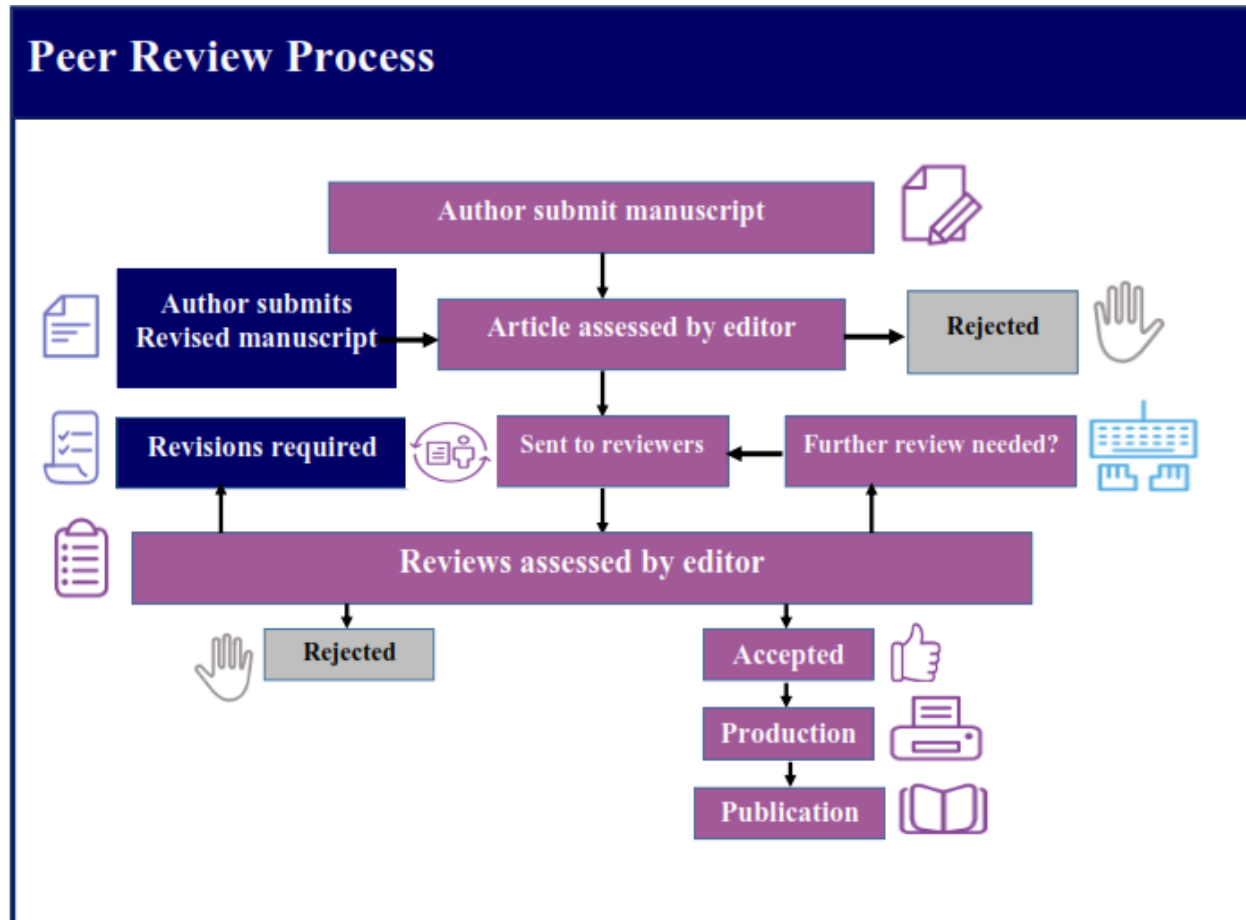 Peer Review Process
Author submit manuscript
Author submits
Revised manuscript
Article assessed by editor
Rejected
Revisions required
Sent to reviewers
Further review needed?
Reviews assessed by editor
Rejected
Accepted
Production
Publication